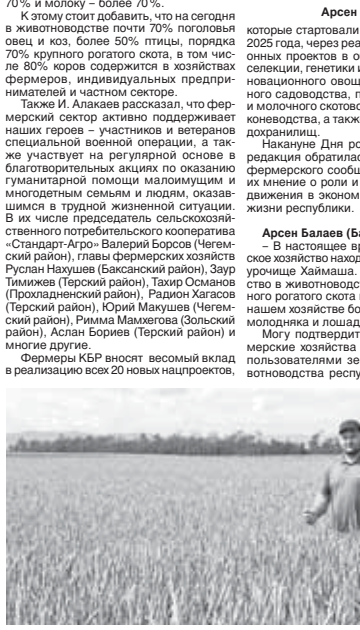 70% и молоку – более 70%.
К этому стоит добавить, что на сегодня
в животноводстве почти 70% поголовья
овец и коз, более 50% птицы, порядка
70% крупного рогатого скота, в том чис-
ле 80% коров содержится в хозяйствах
фермеров, индивидуальных предпри-
нимателей и частном секторе.
Также И. Алакаев рассказал, что фер-
мерский сектор активно поддерживает
наших героев – участников и ветеранов
специальной военной операции, а так-
же участвует на регулярной основе в
благотворительных акциях по оказанию
гуманитарной помощи малоимущим и
многодетным семьям и людям, оказав-
шимся в трудной жизненной ситуации.
В их числе председатель сельскохозяй-
ственного потребительского кооператива
«Стандарт-Агро» Валерий Борсов (Чегем-
ский район), главы фермерских хозяйств
Руслан Нахушев (Баксанский район), Заур
Тимижев (Терский район), Тахир Османов
(Прохладненский район), Радион Хагасов
(Терский район), Юрий Макушев (Чегем-
ский район), Римма Мамхегова (Зольский
район), Аслан Бориев (Терский район) и
многие другие.
Фермеры КБР вносят весомый вклад
в реализацию всех 20 новых нацпроектов,
Арсен
которые стартовали
2025 года, через реа
онных проектов в о
селекции, генетики и
новационного овощ
ного садоводства, п
и молочного скотово
коневодства, а такж
дохранилищ.
Накануне Дня ро
редакция обратилас
фермерского сообщ
их мнение о роли и
движения в эконом
жизни республики.
Арсен Балаев (Ба
– В настоящее вр
ское хозяйство наход
урочище Хаймаша.
ство в животноводст
ного рогатого скота
нашем хозяйстве бо
молодняка и лошад
Могу подтвердит
мерские хозяйства
пользователями зе
вотноводства респу